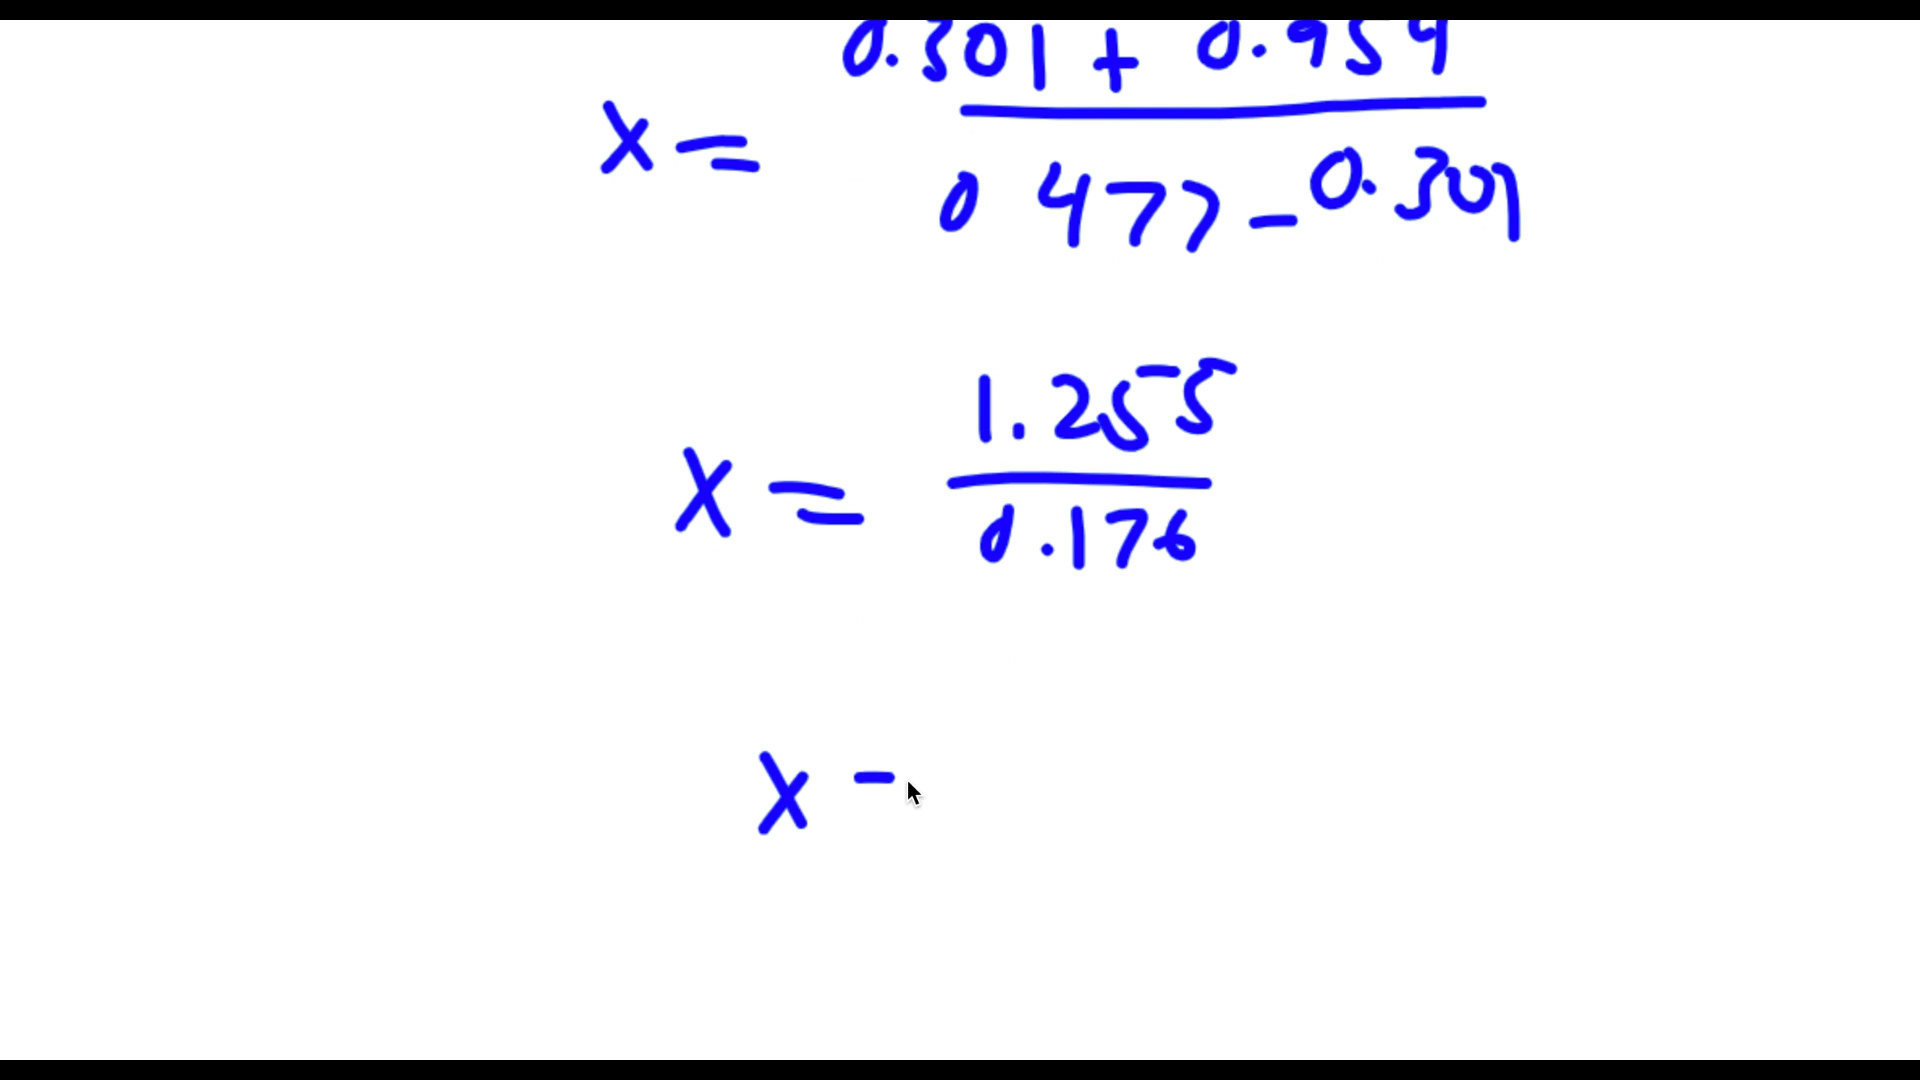 0.301 + 0.954
x =
0 477 - 0.301
1.255
x =
0.176
x -